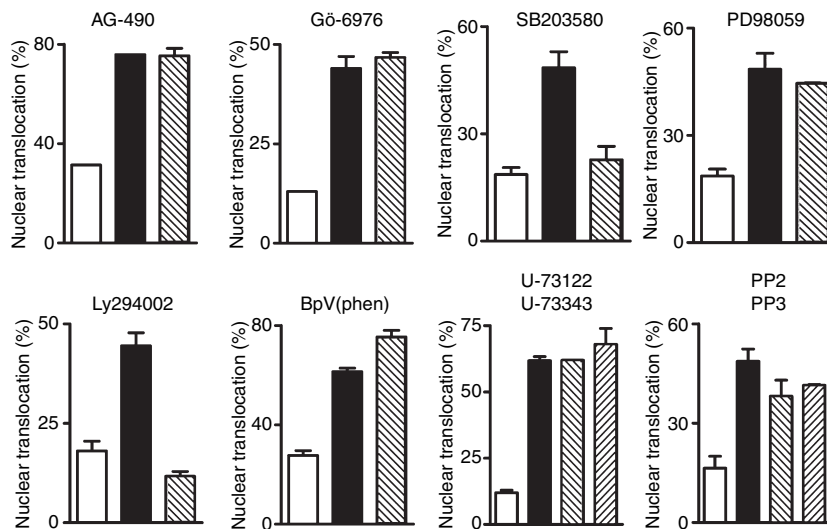 AG-490
Nuclear translocation (%)
80
40
0
Gö-6976
Nuclear translocation (%)
50
25
0
SB203580
Nuclear translocation (%)
60
30
0
PD98059
Nuclear translocation (%)
60
30
0
Ly294002
Nuclear translocation (%)
50
25
0
BpV(phen)
Nuclear translocation (%)
80
40
0
U-73122
U-73343
Nuclear translocation (%)
75
50
25
0
PP2
PP3
Nuclear translocation (%)
60
30
0